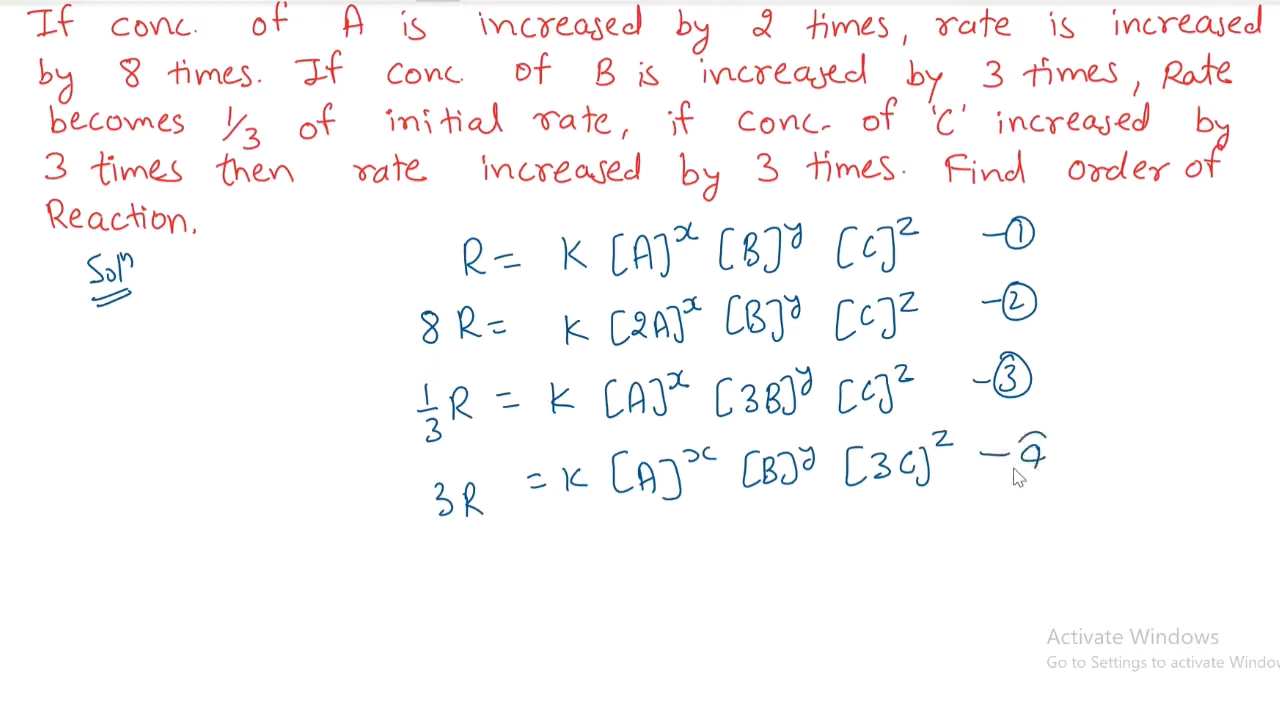 If conc. of A is increased by 2 times, rate is increased
by 8 times. If conc. of B is increased by 3 times, Rate
becomes 1/3 of initial rate, if conc. of 'C' increased by
3 times then rate increased by 3 times. Find order of
Reaction.
Solⁿ
R = K [A]ˣ [B]ʸ [C]ᶻ –①
8 R = K [2A]ˣ [B]ʸ [C]ᶻ –②
1/3 R = K [A]ˣ [3B]ʸ [C]ᶻ –③
3R = K [A]ˣ [B]ʸ [3C]ᶻ –4
Activate Windows
Go to Settings to activate Windo